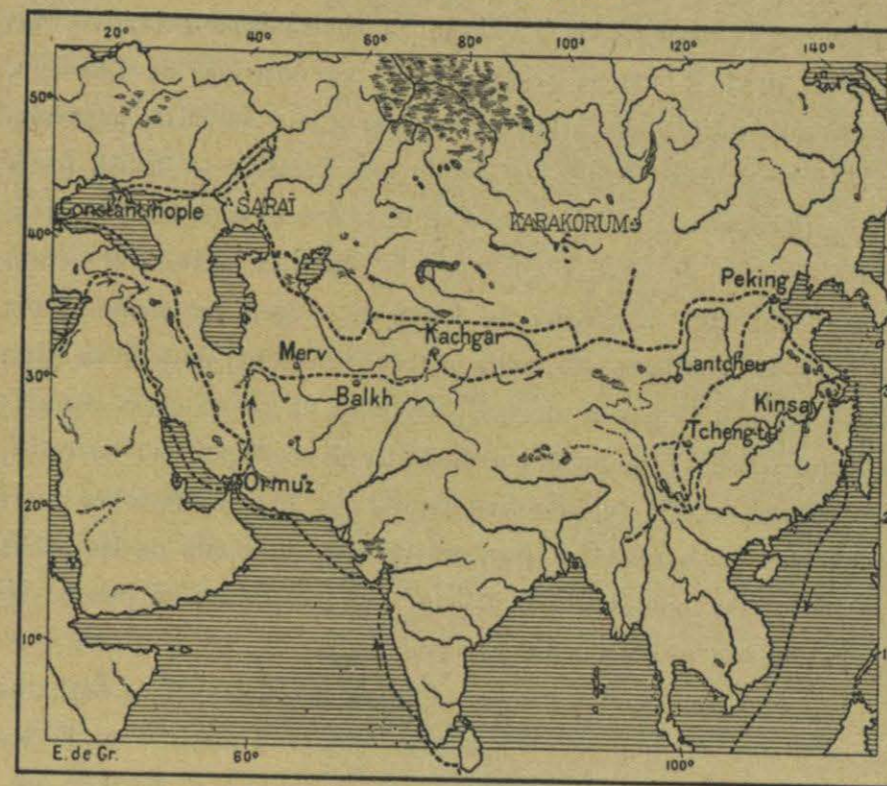 20° 40° 60° 80° 100° 120° 140°
50°
Constantinople SARAÏ KARAKORUM
40°
Peking
Kachgar
Merv Lantcheu
30°
Balkh Kinsay
Tcheng-tu
Ormuz
20°
10°
E. de Gr. 60° 100°